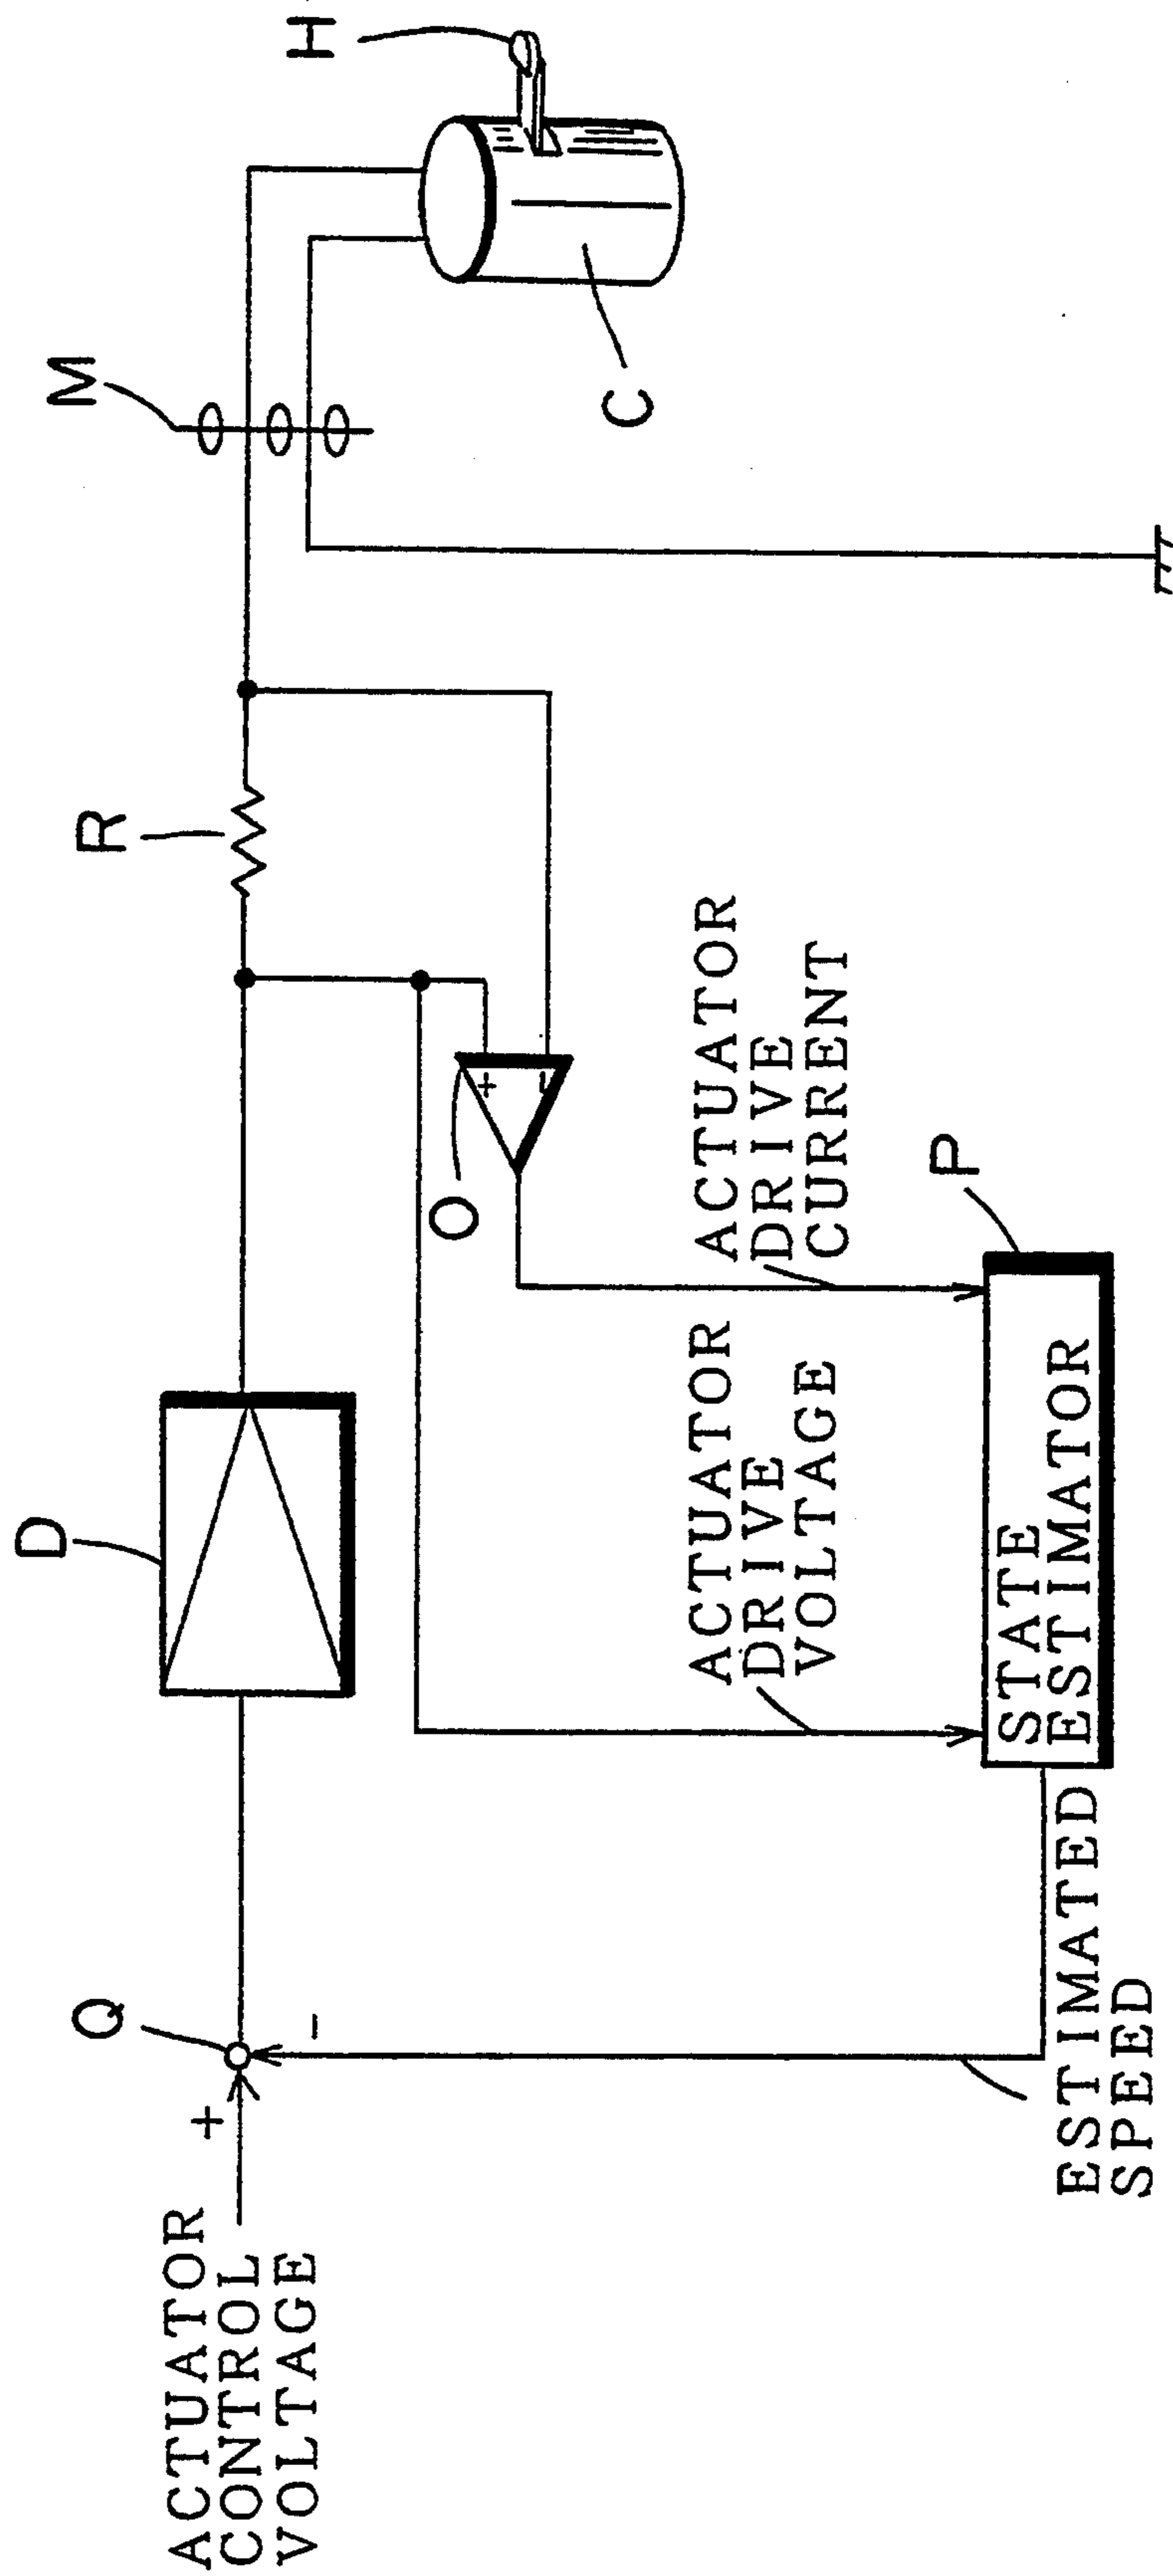 ACTUATOR
CONTROL
VOLTAGE
+
-
Q
D
R
M
H
C
O
+
-
ACTUATOR
DRIVE
VOLTAGE
ACTUATOR
DRIVE
CURRENT
P
STATE
ESTIMATOR
ESTIMATED
SPEED